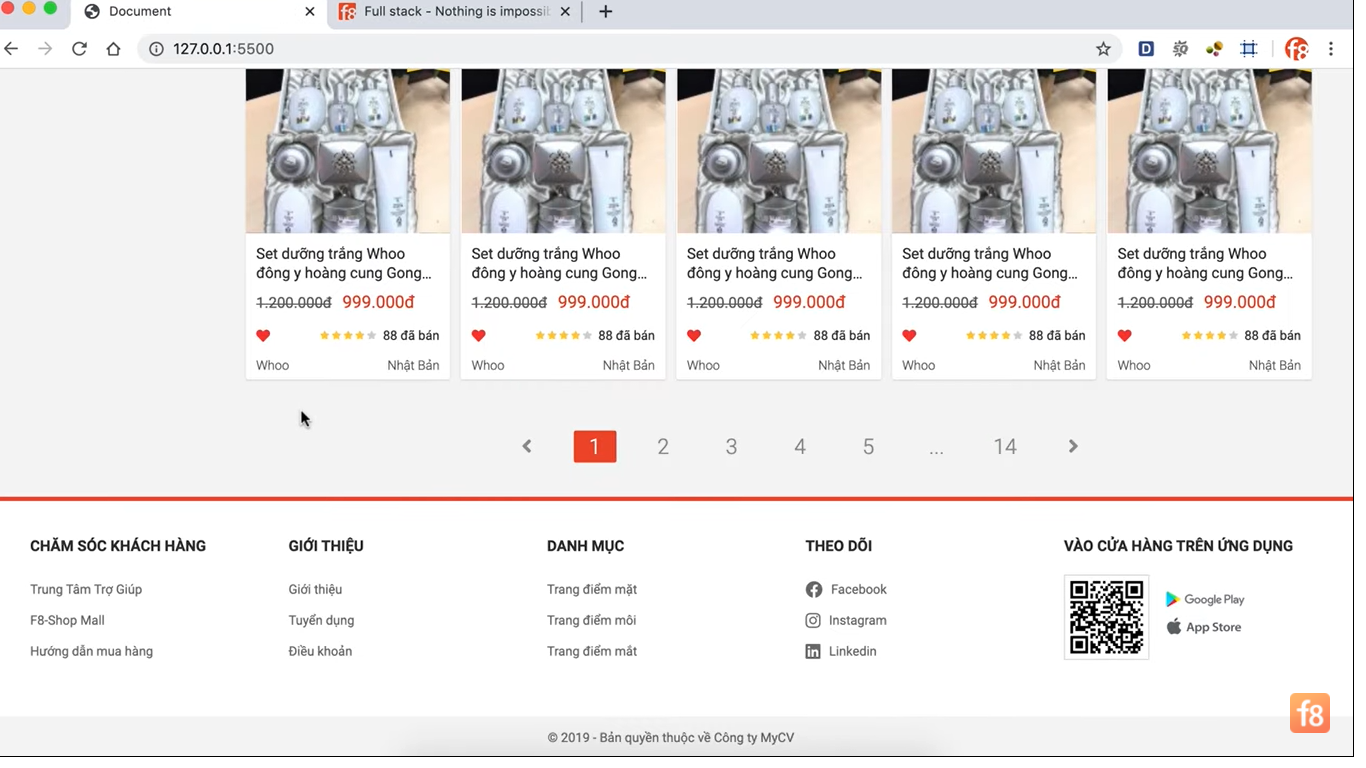 Document
f8 Full stack - Nothing is impossib
127.0.0.1:5500
D
f8
Set dưỡng trắng Whoo Set dưỡng trắng Whoo Set dưỡng trắng Whoo Set dưỡng trắng Whoo Set dưỡng trắng Whoo
đông y hoàng cung Gong... đông y hoàng cung Gong... đông y hoàng cung Gong... đông y hoàng cung Gong... đông y hoàng cung Gong...
1.200.000đ 999.000đ 1.200.000đ 999.000đ 1.200.000đ 999.000đ 1.200.000đ 999.000đ 1.200.000đ 999.000đ
88 đã bán 88 đã bán 88 đã bán 88 đã bán 88 đã bán
Whoo Nhật Bản Whoo Nhật Bản Whoo Nhật Bản Whoo Nhật Bản Whoo Nhật Bản
1 2 3 4 5 ... 14
CHĂM SÓC KHÁCH HÀNG
Trung Tâm Trợ Giúp
F8-Shop Mall
Hướng dẫn mua hàng
GIỚI THIỆU
Giới thiệu
Tuyển dụng
Điều khoản
DANH MỤC
Trang điểm mặt
Trang điểm môi
Trang điểm mắt
THEO DÕI
Facebook
Instagram
Linkedin
VÀO CỬA HÀNG TRÊN ỨNG DỤNG
Google Play
App Store
f8
© 2019 - Bản quyền thuộc về Công ty MyCV